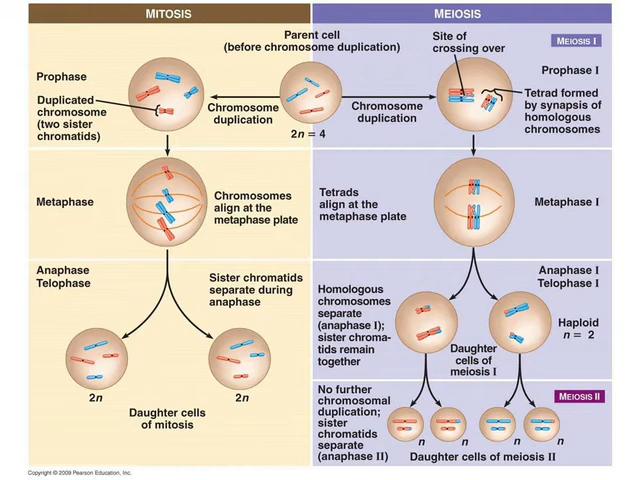 MITOSIS
MEIOSIS
Parent cell
(before chromosome duplication)
Site of
crossing over
MEIOSIS I
Prophase
Prophase I
Duplicated
chromosome
(two sister
chromatids)
Chromosome
duplication
Chromosome
duplication
2n = 4
Tetrad formed
by synapsis of
homologous
chromosomes
Metaphase
Chromosomes
align at the
metaphase plate
Tetrads
align at the
metaphase plate
Metaphase I
Anaphase
Telophase
Sister chromatids
separate during
anaphase
Homologous
chromosomes
separate
(anaphase I);
sister chroma-
tids remain
together
Anaphase I
Telophase I
Haploid
n = 2
Daughter
cells of
meiosis I
2n
2n
Daughter cells
of mitosis
No further
chromosomal
duplication;
sister
chromatids
separate
(anaphase II)
MEIOSIS II
n
n
n
n
Daughter cells of meiosis II
Copyright © 2009 Pearson Education, Inc.